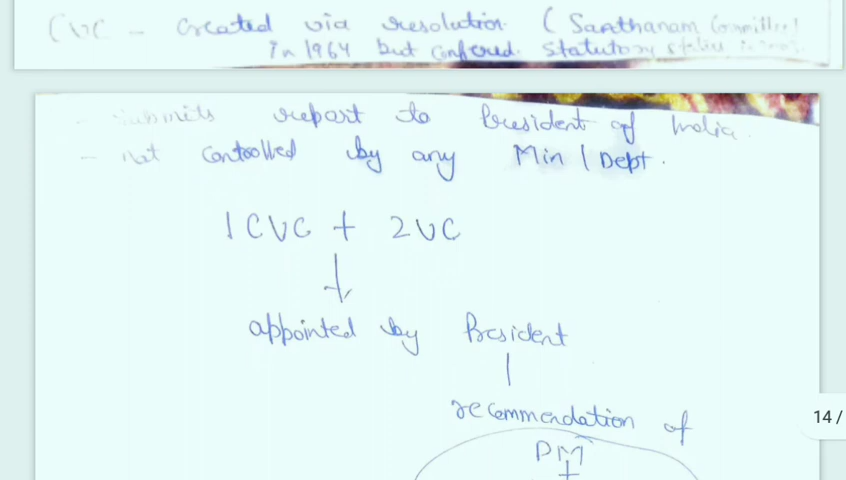 CVC - Created via resolution (Santhanam Committee)
in 1964 but Confered. Statutory status
- submits report to President of India.
- not Controlled by any Min / Dept.
1 CVC + 2 VC
appointed by President
recommendation of
PM
+
14 /